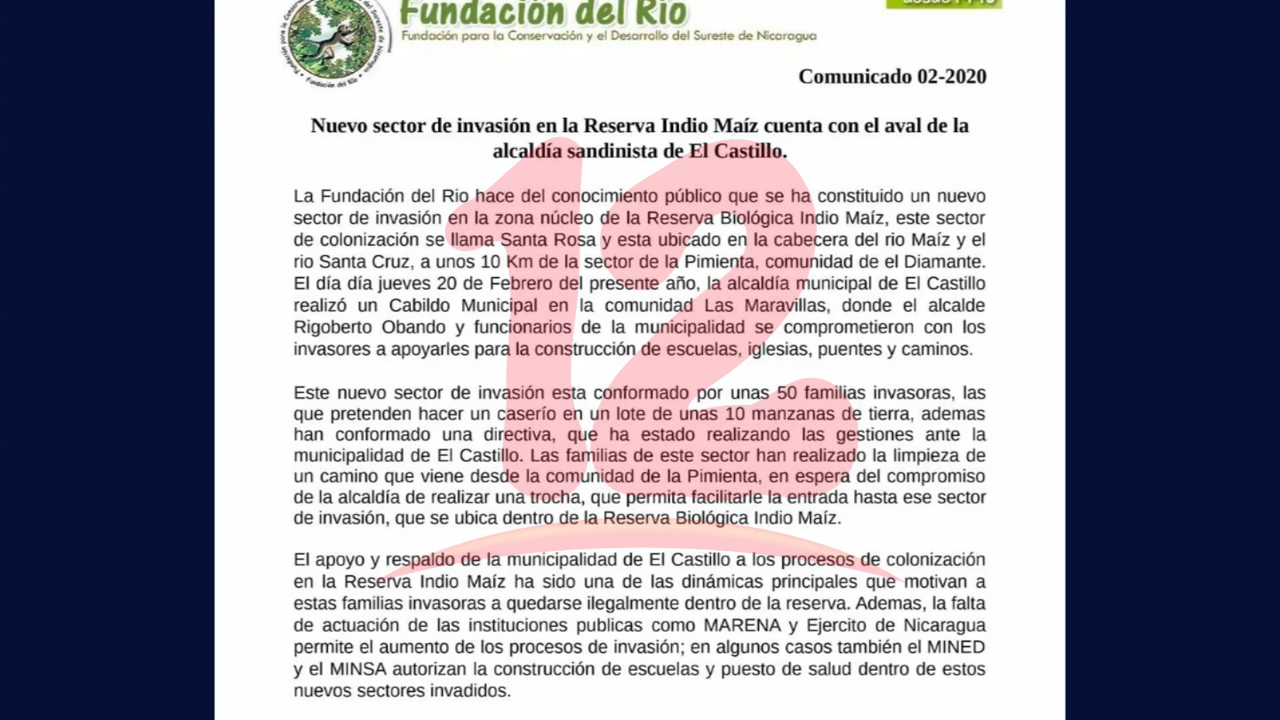 Fundación del Río
Fundación para la Conservación y el Desarrollo del Sureste de Nicaragua
Comunicado 02-2020
Nuevo sector de invasión en la Reserva Indio Maíz cuenta con el aval de la
alcaldía sandinista de El Castillo.
La Fundación del Rio hace del conocimiento público que se ha constituido un nuevo
sector de invasión en la zona núcleo de la Reserva Biológica Indio Maíz, este sector
de colonización se llama Santa Rosa y esta ubicado en la cabecera del rio Maíz y el
rio Santa Cruz, a unos 10 Km de la sector de la Pimienta, comunidad de el Diamante.
El día día jueves 20 de Febrero del presente año, la alcaldía municipal de El Castillo
realizó un Cabildo Municipal en la comunidad Las Maravillas, donde el alcalde
Rigoberto Obando y funcionarios de la municipalidad se comprometieron con los
invasores a apoyarles para la construcción de escuelas, iglesias, puentes y caminos.
Este nuevo sector de invasión esta conformado por unas 50 familias invasoras, las
que pretenden hacer un caserío en un lote de unas 10 manzanas de tierra, ademas
han conformado una directiva, que ha estado realizando las gestiones ante la
municipalidad de El Castillo. Las familias de este sector han realizado la limpieza de
un camino que viene desde la comunidad de la Pimienta, en espera del compromiso
de la alcaldía de realizar una trocha, que permita facilitarle la entrada hasta ese sector
de invasión, que se ubica dentro de la Reserva Biológica Indio Maíz.
El apoyo y respaldo de la municipalidad de El Castillo a los procesos de colonización
en la Reserva Indio Maíz ha sido una de las dinámicas principales que motivan a
estas familias invasoras a quedarse ilegalmente dentro de la reserva. Ademas, la falta
de actuación de las instituciones publicas como MARENA y Ejercito de Nicaragua
permite el aumento de los procesos de invasión; en algunos casos también el MINED
y el MINSA autorizan la construcción de escuelas y puesto de salud dentro de estos
nuevos sectores invadidos.
12